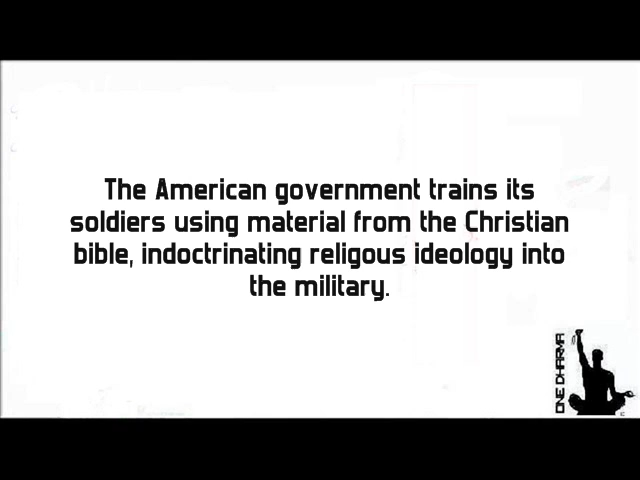 The American government trains its
soldiers using material from the Christian
bible, indoctrinating religous ideology into
the military.
ONE DHARMA